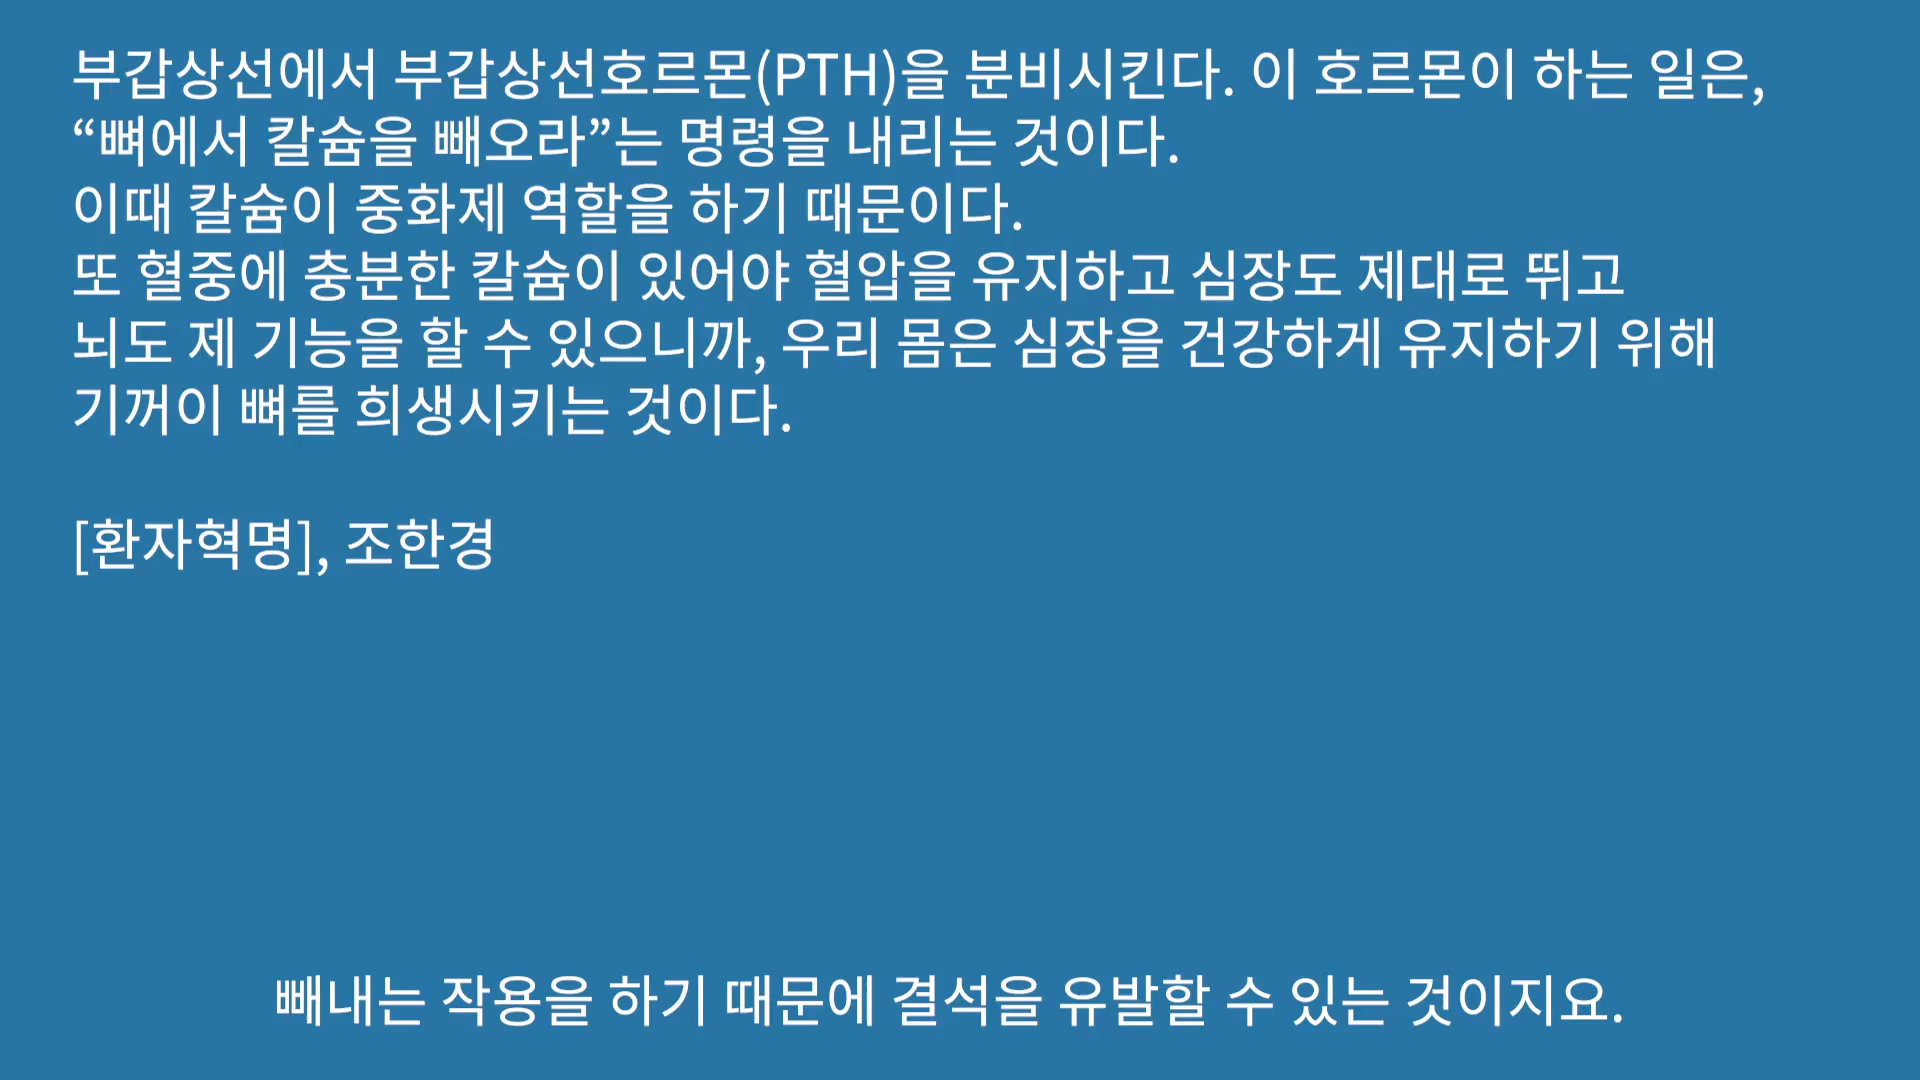 부갑상선에서 부갑상선호르몬(PTH)을 분비시킨다. 이 호르몬이 하는 일은,
“뼈에서 칼슘을 빼오라”는 명령을 내리는 것이다.
이때 칼슘이 중화제 역할을 하기 때문이다.
또 혈중에 충분한 칼슘이 있어야 혈압을 유지하고 심장도 제대로 뛰고
뇌도 제 기능을 할 수 있으니까, 우리 몸은 심장을 건강하게 유지하기 위해
기꺼이 뼈를 희생시키는 것이다.
[환자혁명], 조한경
빼내는 작용을 하기 때문에 결석을 유발할 수 있는 것이지요.